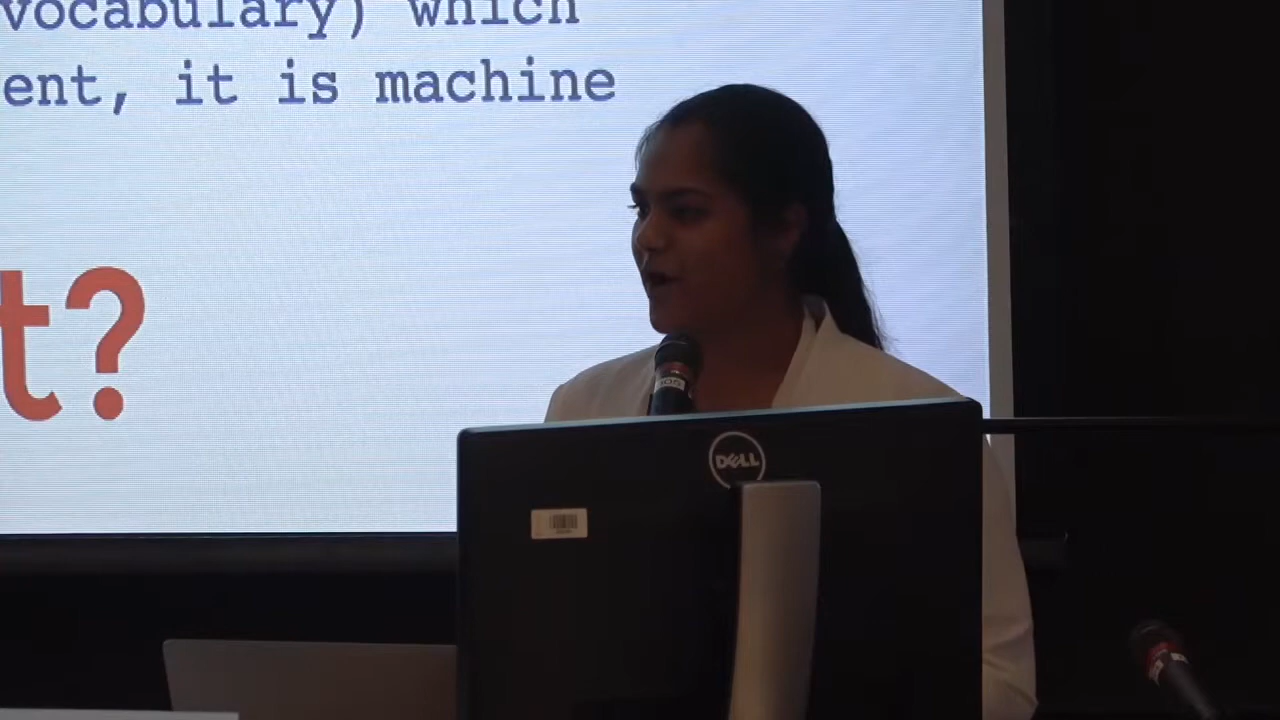 vocabulary) which
ent, it is machine
t?
DELL